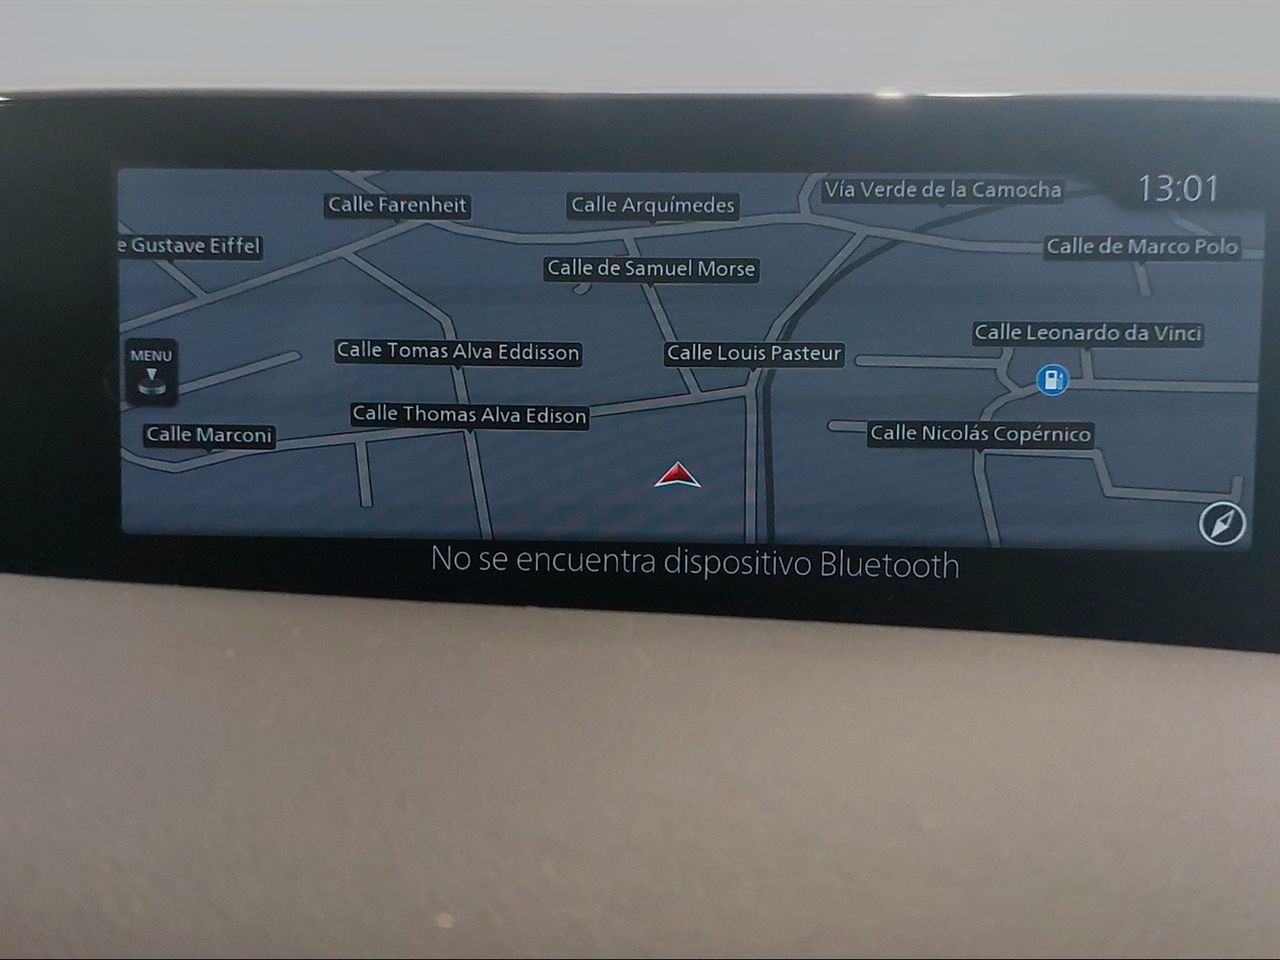 Vía Verde de la Camocha
13:01
Calle Farenheit
Calle Arquímedes
e Gustave Eiffel
Calle de Marco Polo
Calle de Samuel Morse
Calle Leonardo da Vinci
MENU
Calle Tomas Alva Eddisson
Calle Louis Pasteur
Calle Thomas Alva Edison
Calle Marconi
Calle Nicolás Copérnico
No se encuentra dispositivo Bluetooth